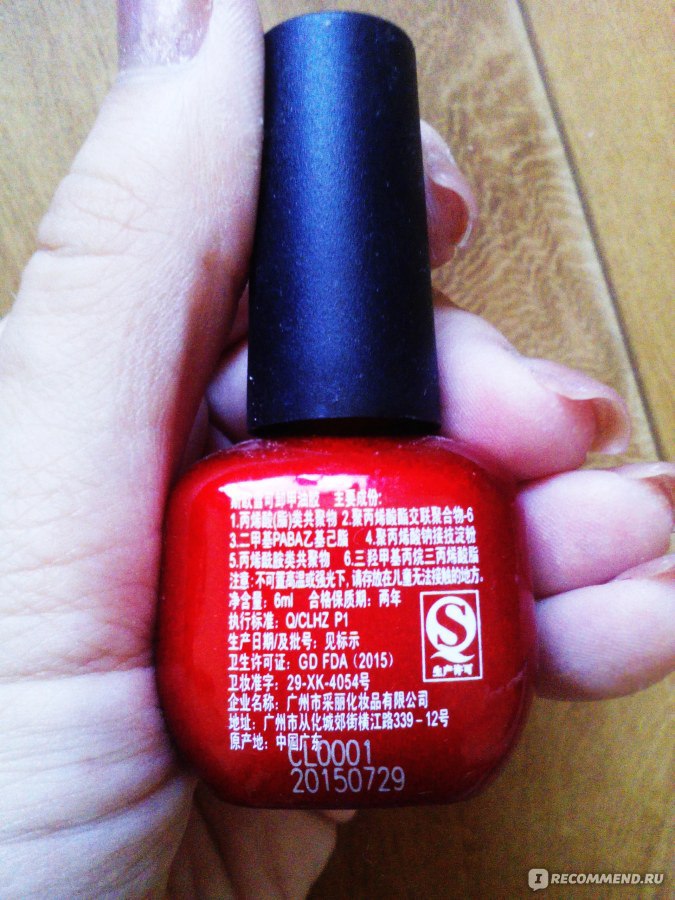 可卸甲油胶 主要成份:
1.丙烯酸(酯)类共聚物 2.聚丙烯酸酯交联聚合物-6
3.二甲基PABA乙基己酯 4.聚丙烯酸钠接枝淀粉
5.丙烯酰胺类共聚物 6.三羟甲基丙烷三丙烯酸酯
注意:不可置高温或强光下,请存放在儿童无法接触的地方。
净含量:6ml 合格保质期:两年
执行标准:Q/CLHZ P1
生产日期/及批号:见标示
卫生许可证:GD FDA(2015)
卫妆准字:29-XK-4054号
企业名称:广州市采丽化妆品有限公司
地址:广州市从化城郊街横江路339-12号
原产地:中国广东
QS
生产许可
CL0001
20150729
IRECOMMEND.RU